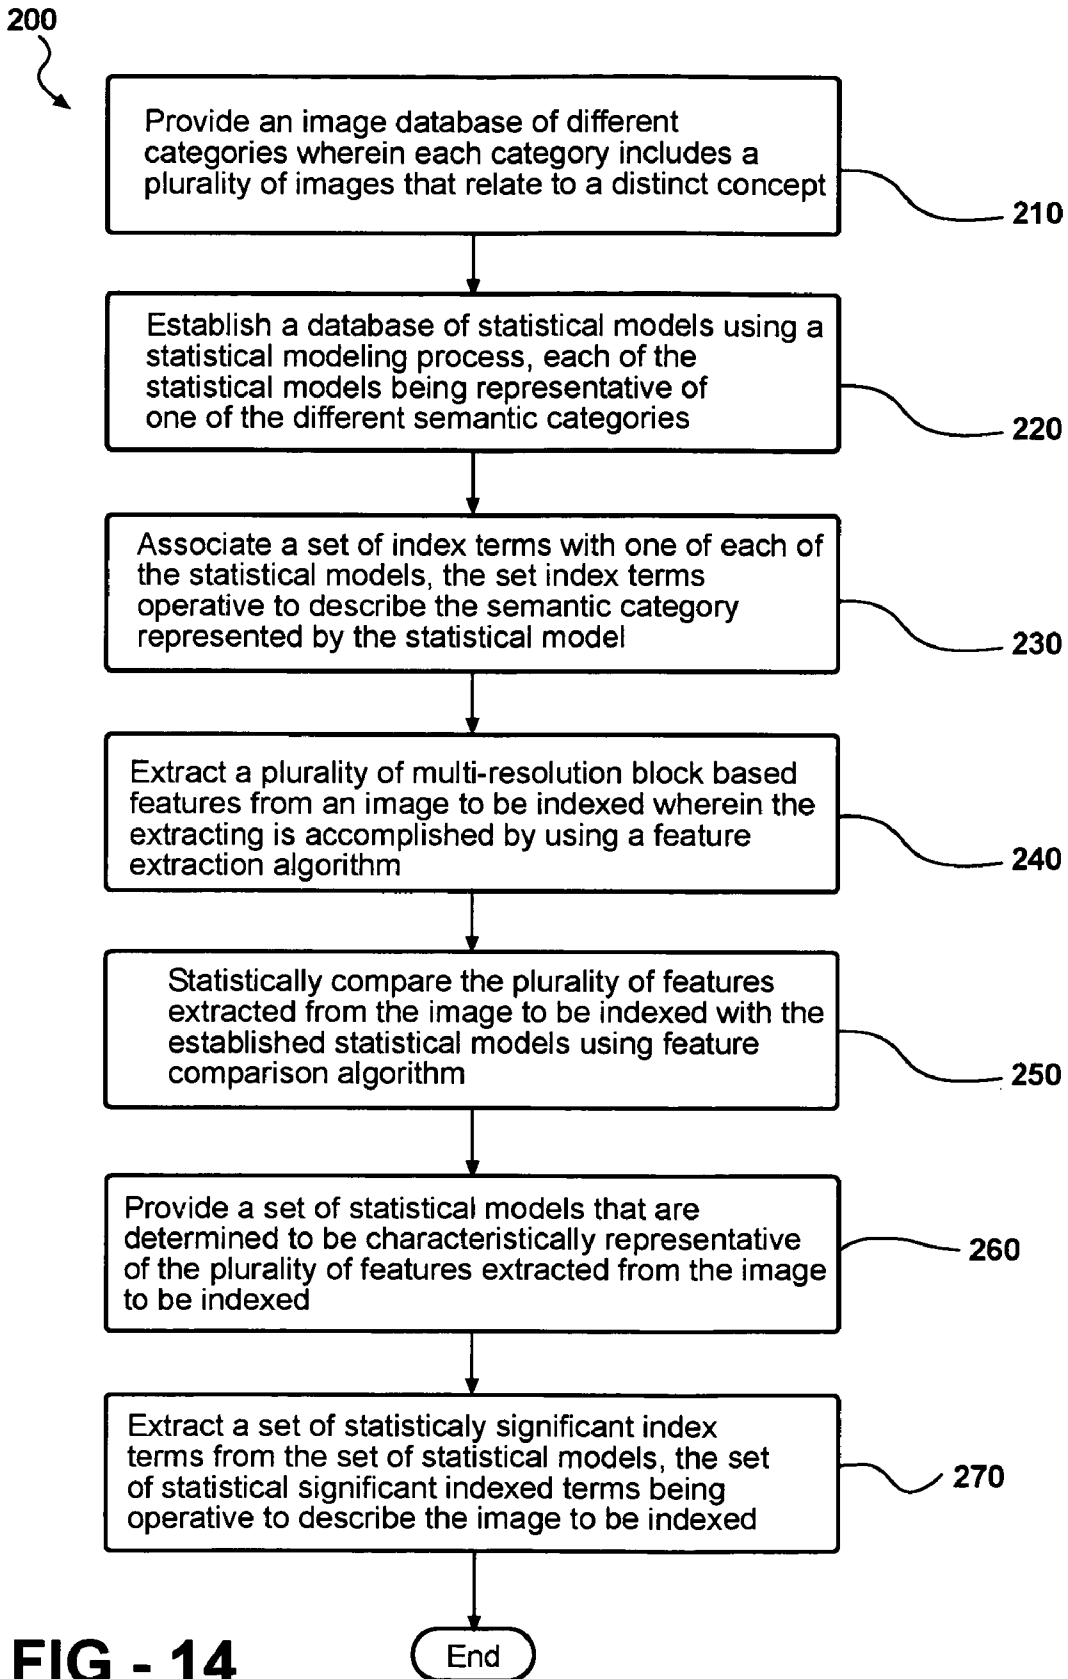 200
Provide an image database of different
categories wherein each category includes a
plurality of images that relate to a distinct concept
210
Establish a database of statistical models using a
statistical modeling process, each of the
statistical models being representative of
one of the different semantic categories
220
Associate a set of index terms with one of each of
the statistical models, the set index terms
operative to describe the semantic category
represented by the statistical model
230
Extract a plurality of multi-resolution block based
features from an image to be indexed wherein the
extracting is accomplished by using a feature
extraction algorithm
240
Statistically compare the plurality of features
extracted from the image to be indexed with the
established statistical models using feature
comparison algorithm
250
Provide a set of statistical models that are
determined to be characteristically representative
of the plurality of features extracted from the image
to be indexed
260
Extract a set of statisticaly significant index
terms from the set of statistical models, the set
of statistical significant indexed terms being
operative to describe the image to be indexed
270
End
FIG - 14